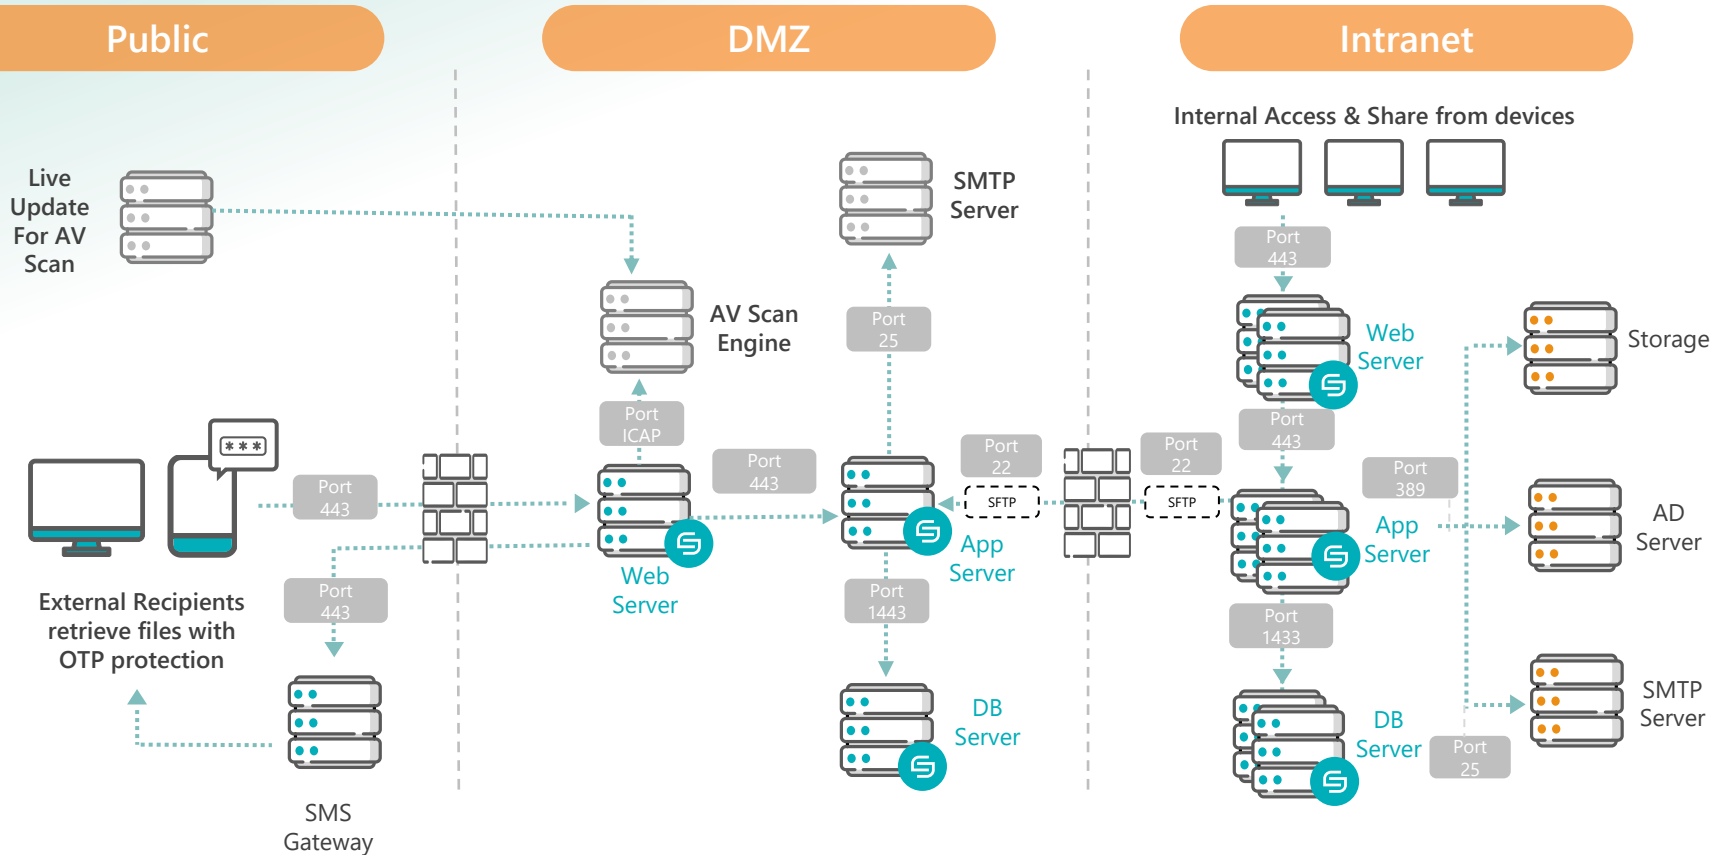 Public
DMZ
Intranet
Internal Access & Share from devices
Live
Update
For AV
Scan
SMTP
Server
Port
443
AV Scan
Engine
Port
25
Web
Server
Storage
Port
ICAP
Port
443
***
Port
443
Port
443
Port
22
SFTP
Port
22
SFTP
Port
389
App
Server
AD
Server
App
Server
Web
Server
External Recipients
retrieve files with
OTP protection
Port
443
Port
1443
Port
1433
DB
Server
DB
Server
SMTP
Server
Port
25
SMS
Gateway